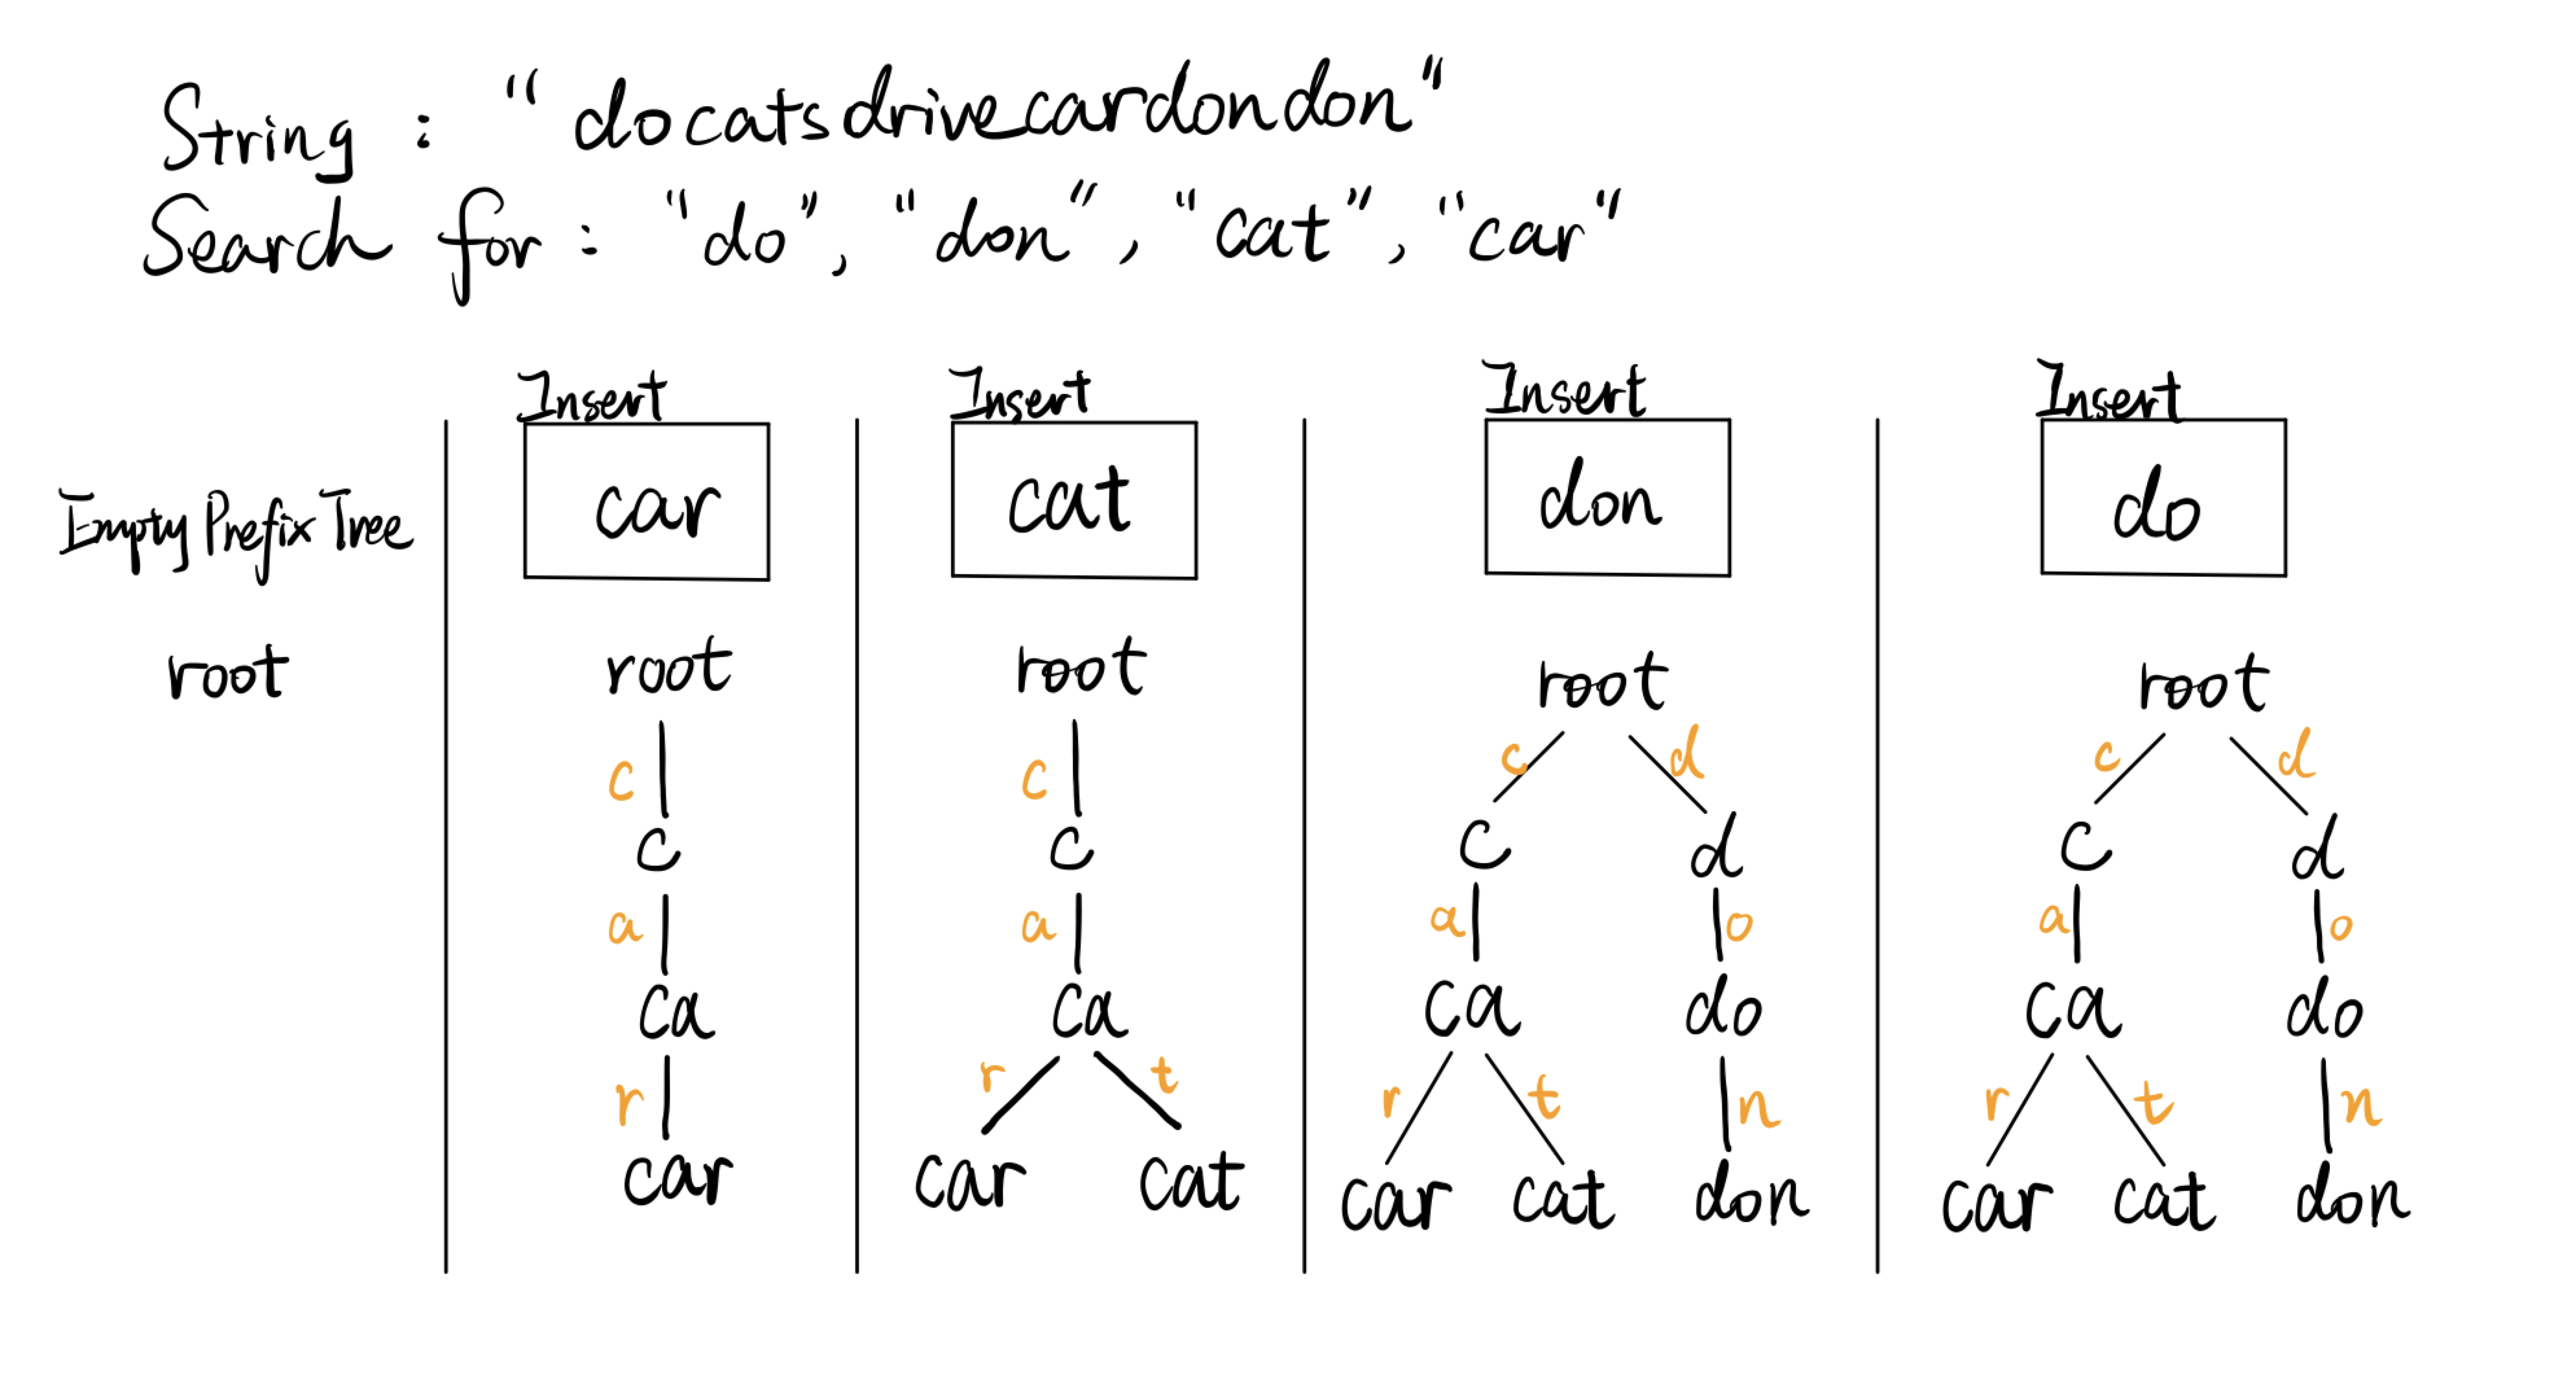 String : "docatsdrivecardondon"
Search for : "do", "don", "cat", "car"
Insert Insert Insert Insert
Empty Prefix Tree car cat don do
root root root root root
c c c d c d
c c c d c d
a a a o a o
ca ca ca do ca do
r r t r t n r t n
car car cat car cat don car cat don